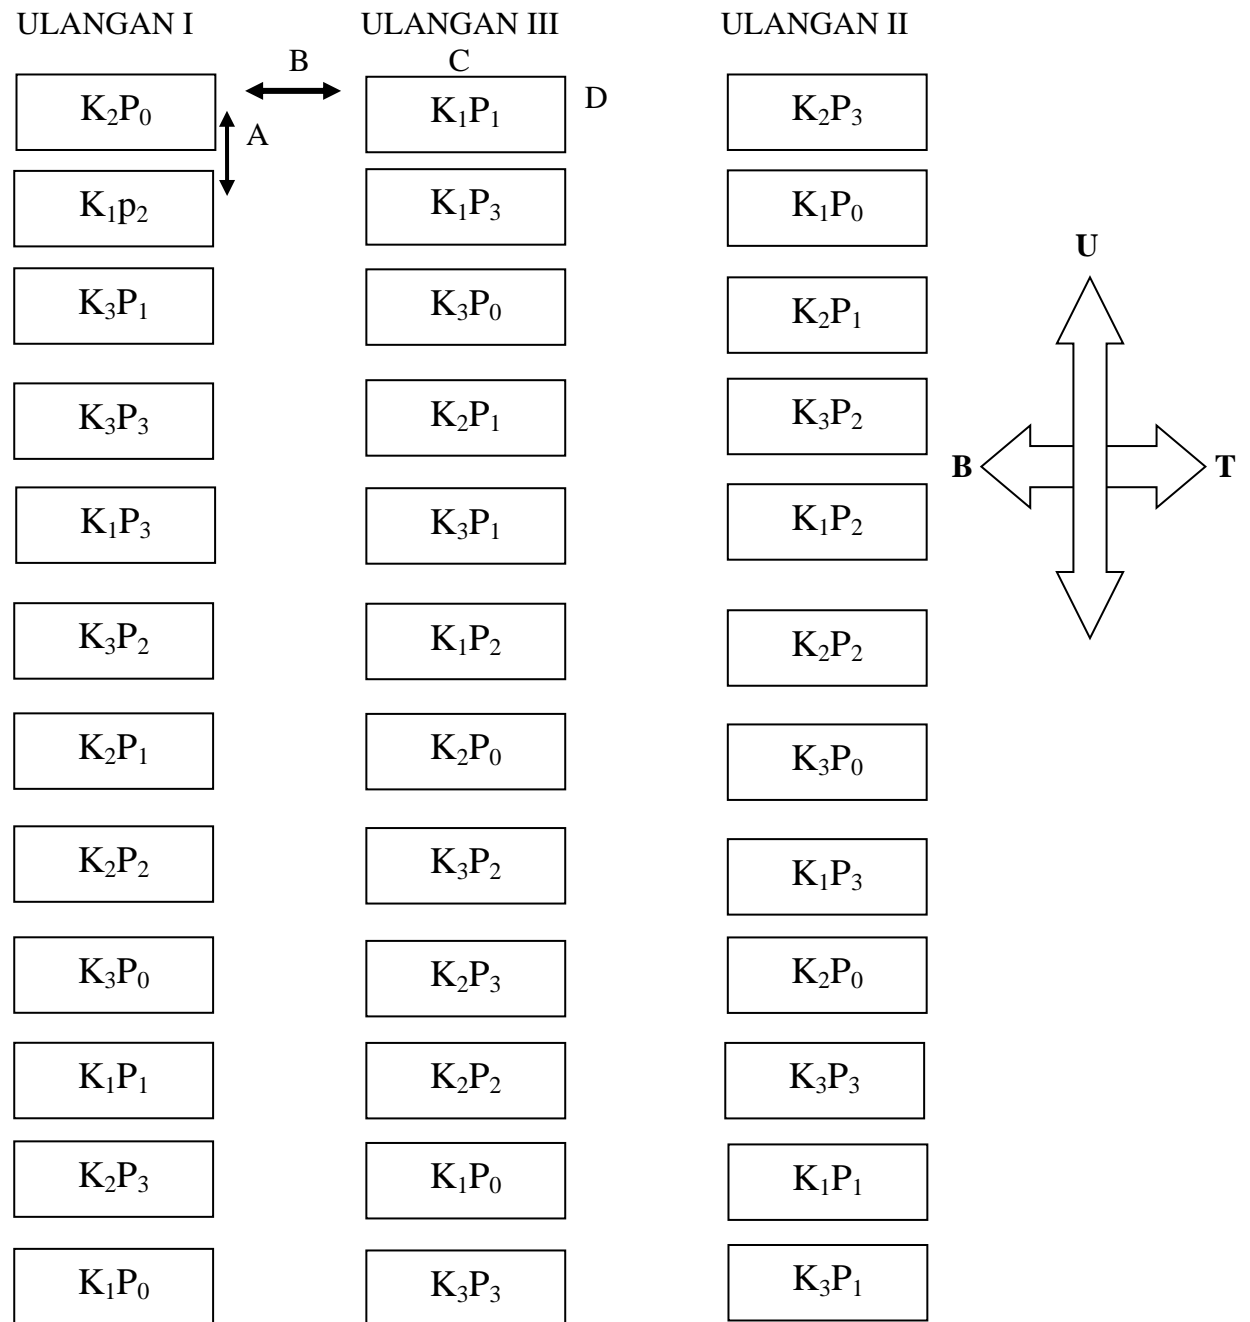 ULANGAN I ULANGAN III ULANGAN II
B C
K₂P₀ K₁P₁ D K₂P₃
A
K₁p₂ K₁P₃ K₁P₀
U
K₃P₁ K₃P₀ K₂P₁
K₃P₃ K₂P₁ K₃P₂
B T
K₁P₃ K₃P₁ K₁P₂
K₃P₂ K₁P₂ K₂P₂
K₂P₁ K₂P₀ K₃P₀
K₂P₂ K₃P₂ K₁P₃
K₃P₀ K₂P₃ K₂P₀
K₁P₁ K₂P₂ K₃P₃
K₂P₃ K₁P₀ K₁P₁
K₁P₀ K₃P₃ K₃P₁